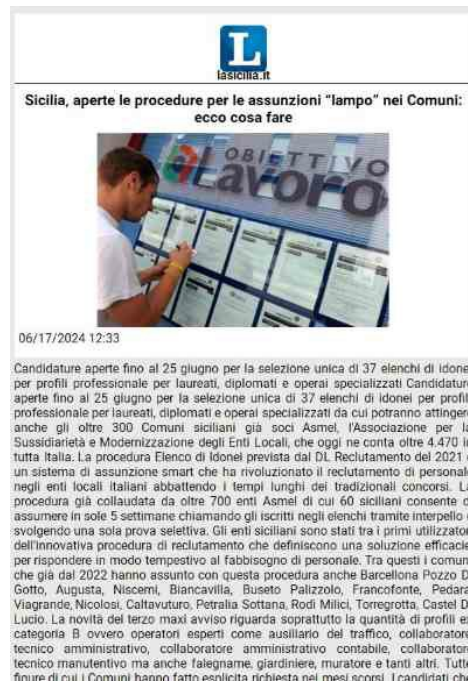 L
lasicilia.it
Sicilia, aperte le procedure per le assunzioni "lampo" nei Comuni:
ecco cosa fare
OBIETTIVO
Lavoro
06/17/2024 12:33
Candidature aperte fino al 25 giugno per la selezione unica di 37 elenchi di idonei
per profili professionale per laureati, diplomati e operai specializzati Candidature
aperte fino al 25 giugno per la selezione unica di 37 elenchi di idonei per profili
professionale per laureati, diplomati e operai specializzati da cui potranno attingere
anche gli oltre 300 Comuni siciliani già soci Asmel, l'Associazione per la
Sussidiarietà e Modernizzazione degli Enti Locali, che oggi ne conta oltre 4.470 in
tutta Italia. La procedura Elenco di Idonei prevista dal DL Reclutamento del 2021 è
un sistema di assunzione smart che ha rivoluzionato il reclutamento di personale
negli enti locali italiani abbattendo i tempi lunghi dei tradizionali concorsi. La
procedura già collaudata da oltre 700 enti Asmel di cui 60 siciliani consente di
assumere in sole 5 settimane chiamando gli iscritti negli elenchi tramite interpello e
svolgendo una sola prova selettiva. Gli enti siciliani sono stati tra i primi utilizzatori
dell'innovativa procedura di reclutamento che definiscono una soluzione efficacie
per rispondere in modo tempestivo al fabbisogno di personale. Tra questi i comuni
che già dal 2022 hanno assunto con questa procedura anche Barcellona Pozzo Di
Gotto, Augusta, Niscemi, Biancavilla, Buseto Palizzolo, Francofonte, Pedara,
Viagrande, Nicolosi, Caltavuturo, Petralia Sottana, Rodì Milici, Torregrotta, Castel Di
Lucio. La novità del terzo maxi avviso riguarda soprattutto la quantità di profili ex
categoria B ovvero operatori esperti come ausiliario del traffico, collaboratore
tecnico amministrativo, collaboratore amministrativo contabile, collaboratore
tecnico manutentivo ma anche falegname, giardiniere, muratore e tanti altri. Tutte
figure di cui i Comuni hanno fatto esplicita richiesta nei mesi scorsi. I candidati che